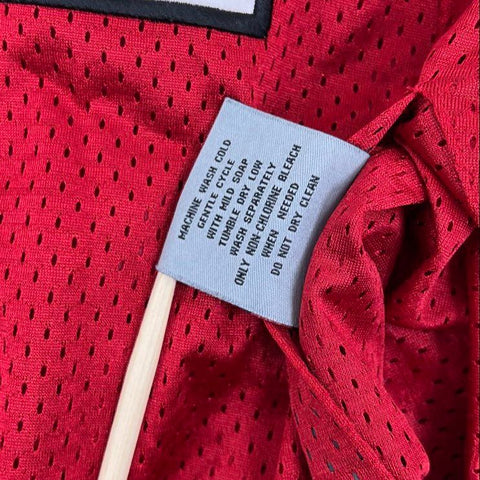 MACHINE WASH COLD
GENTLE CYCLE
WITH MILD SOAP
TUMBLE DRY LOW
WASH SEPARATELY
ONLY NON-CHLORINE BLEACH
WHEN NEEDED
DO NOT DRY CLEAN